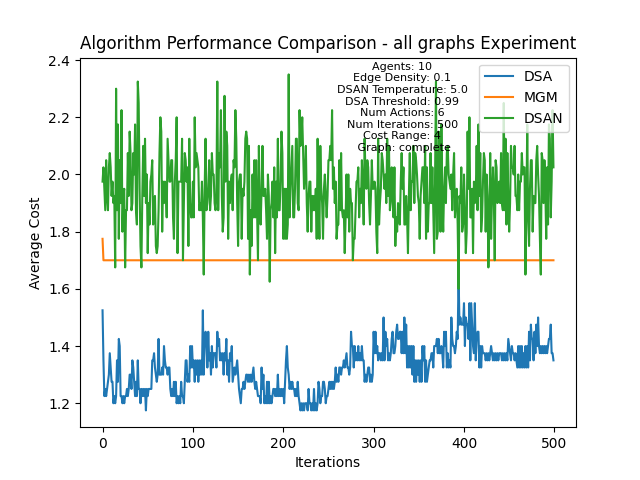 Algorithm Performance Comparison - all graphs Experiment
Agents: 10
Edge Density: 0.1
DSAN Temperature: 5.0
DSA Threshold: 0.99
Num Actions: 6
Num Iterations: 500
Cost Range: 4
Graph: complete
DSA
MGM
DSAN
2.4
2.2
2.0
1.8
1.6
1.4
1.2
Average Cost
0
100
200
300
400
500
Iterations